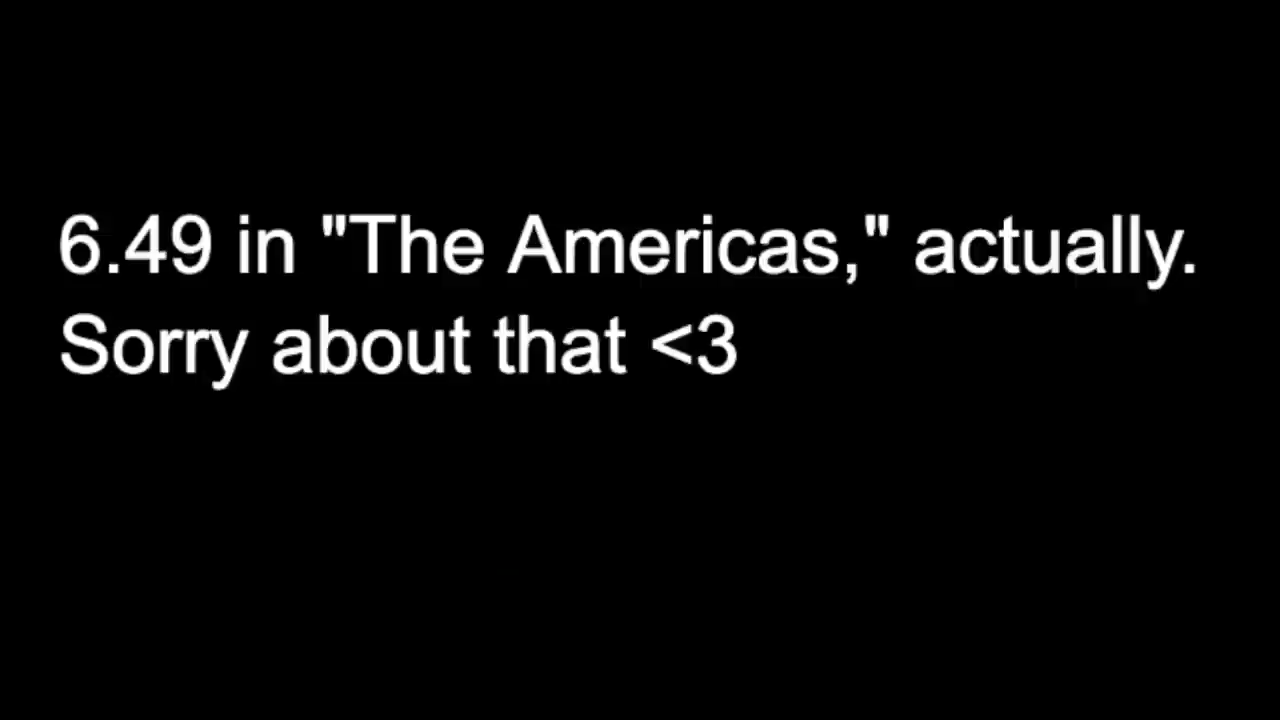 6.49 in "The Americas," actually.
Sorry about that <3